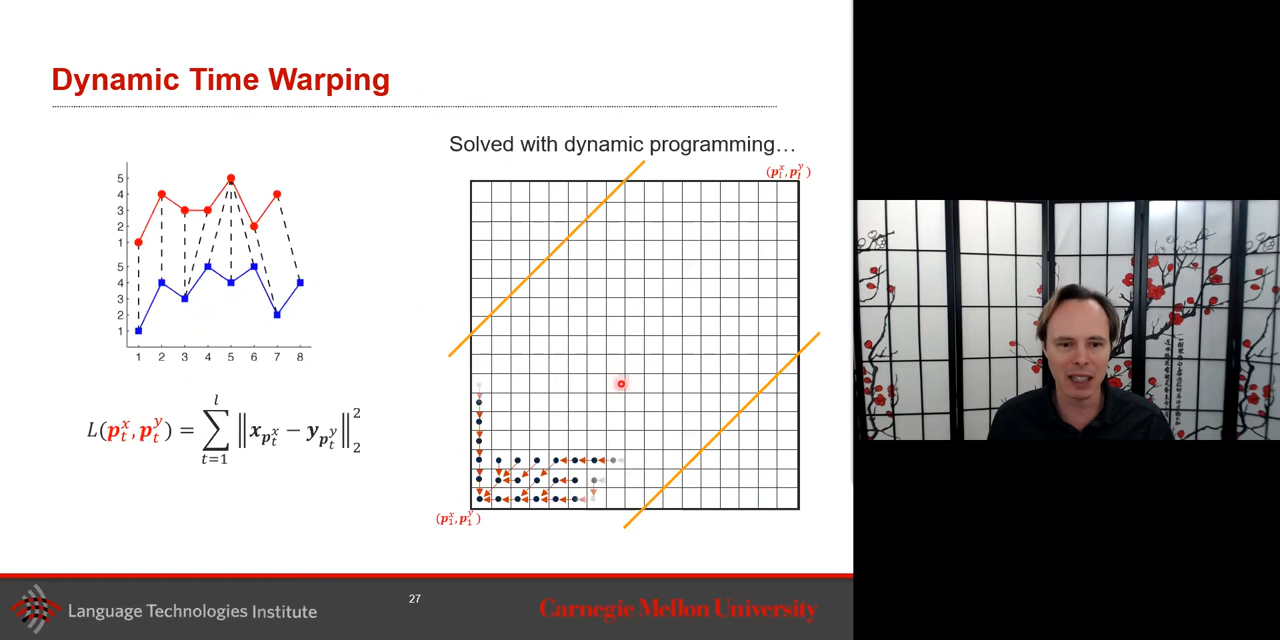 Dynamic Time Warping
Solved with dynamic programming…
(p_l^x, p_l^y)
5
4
3
2
1
5
4
3
2
1
1 2 3 4 5 6 7 8
L(p_t^x, p_t^y) = ∑_{t=1}^{l} ‖x_{p_t^x} − y_{p_t^y}‖_2^2
(p_1^x, p_1^y)
27
Language Technologies Institute
Carnegie Mellon University